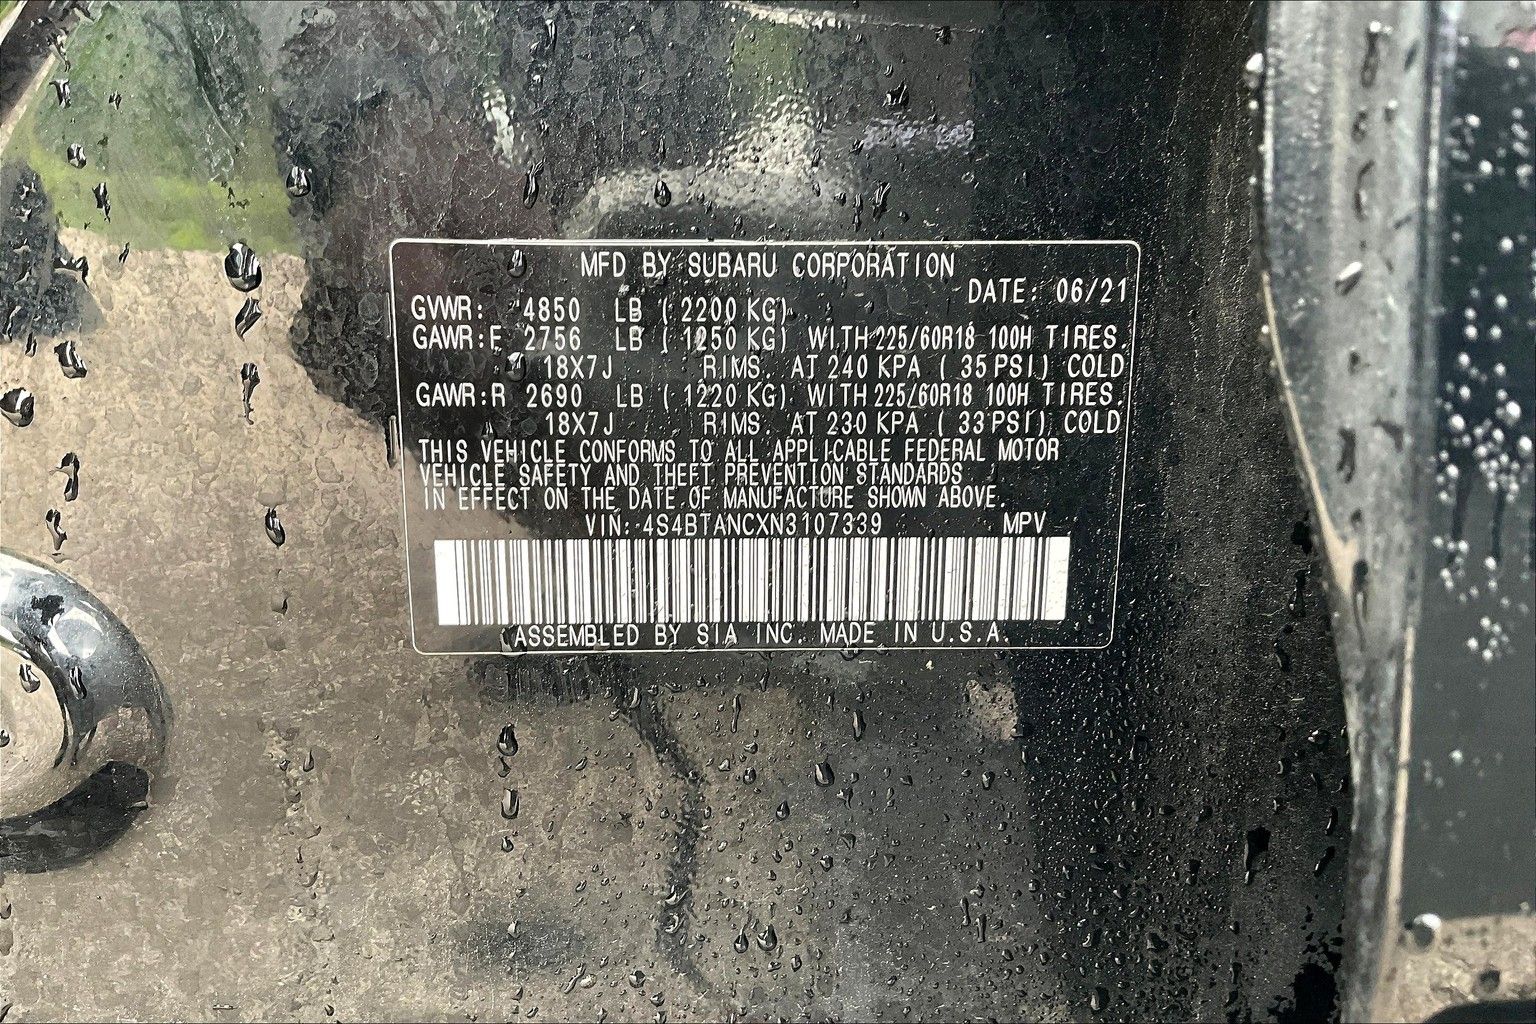 MFD BY SUBARU CORPORATION
DATE: 06/21
GVWR: 4850 LB ( 2200 KG)
GAWR:F 2756 LB ( 1250 KG) WITH 225/60R18 100H TIRES.
18X7J RIMS. AT 240 KPA ( 35 PSI) COLD
GAWR:R 2690 LB ( 1220 KG) WITH 225/60R18 100H TIRES.
18X7J RIMS. AT 230 KPA ( 33 PSI) COLD
THIS VEHICLE CONFORMS TO ALL APPLICABLE FEDERAL MOTOR
VEHICLE SAFETY AND THEFT PREVENTION STANDARDS
IN EFFECT ON THE DATE OF MANUFACTURE SHOWN ABOVE.
VIN: 4S4BTANCXN3107339 MPV
ASSEMBLED BY SIA INC. MADE IN U.S.A.